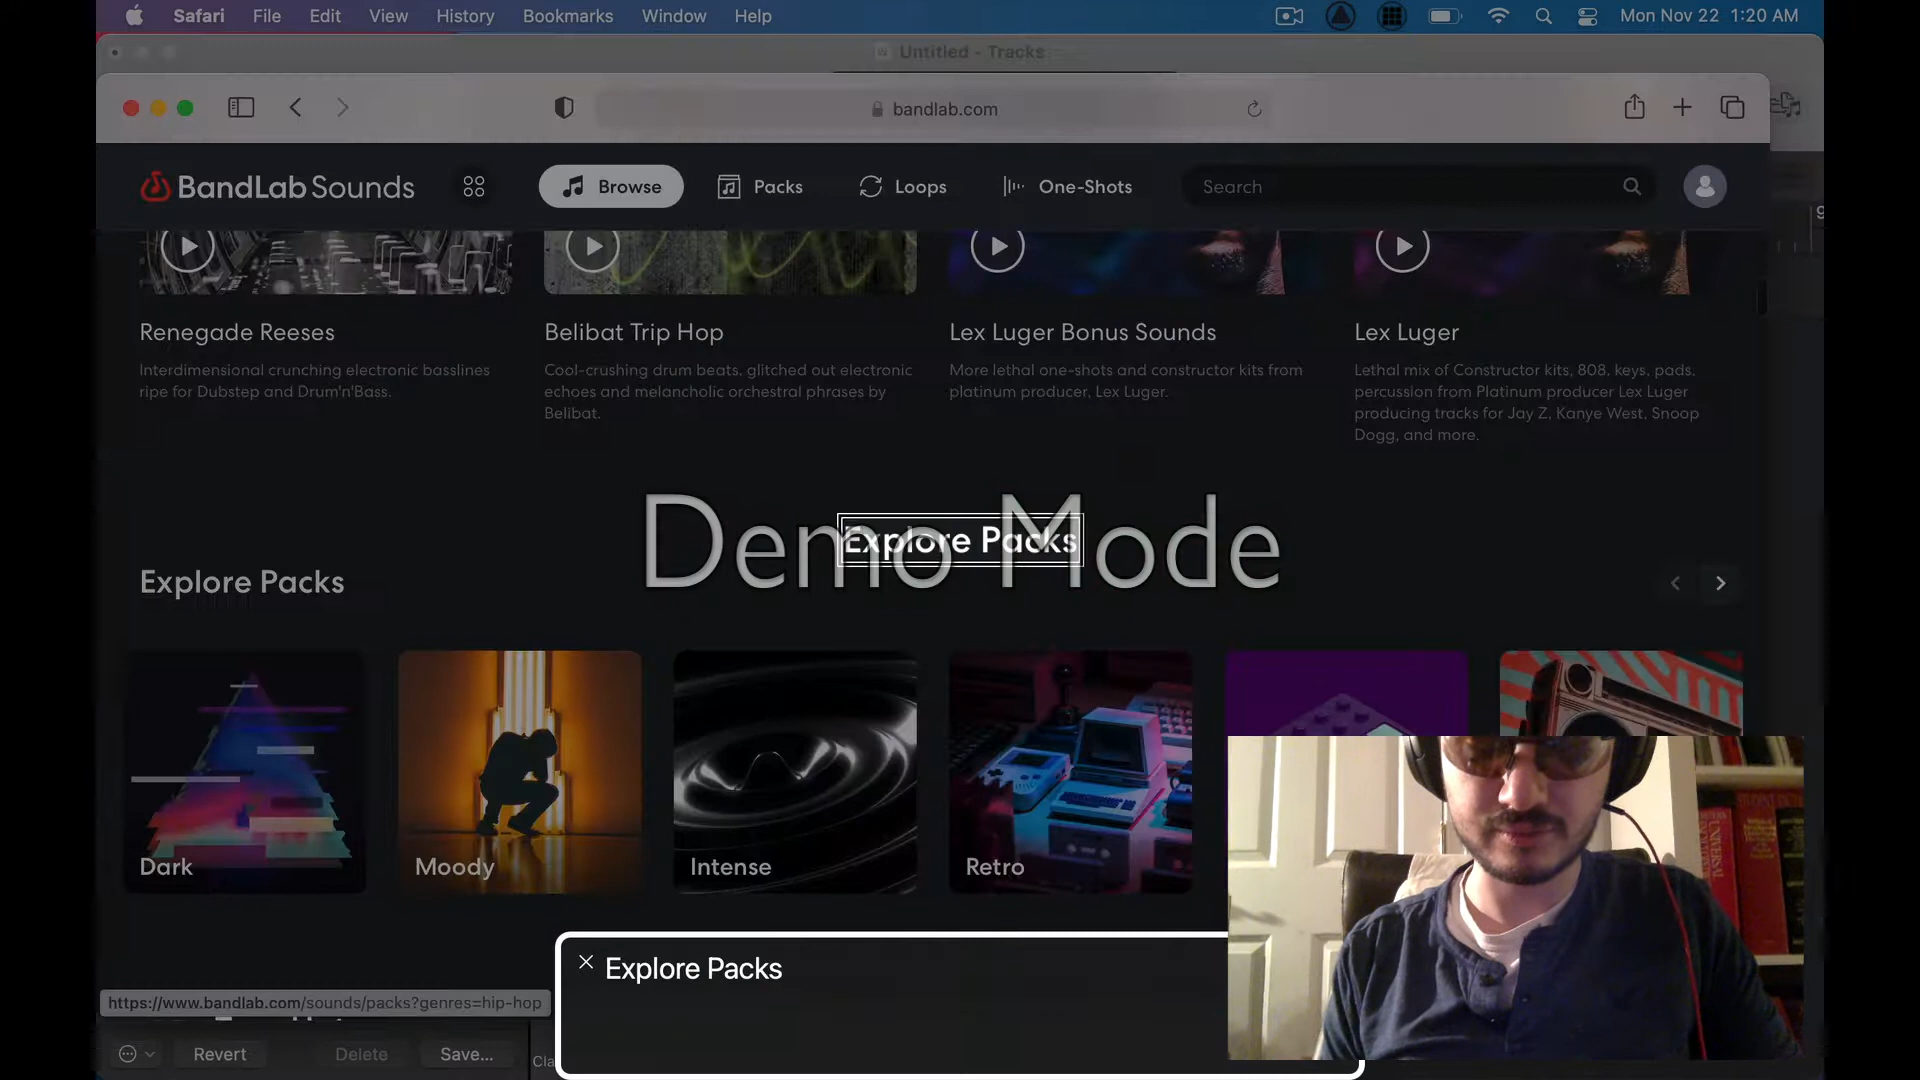 Safari File Edit View History Bookmarks Window Help
Mon Nov 22 1:20 AM
Untitled - Tracks
bandlab.com
BandLab Sounds
Browse
Packs
Loops
One-Shots
Search
9
Renegade Reeses
Interdimensional crunching electronic basslines
ripe for Dubstep and Drum'n'Bass.
Belibat Trip Hop
Cool-crushing drum beats, glitched out electronic
echoes and melancholic orchestral phrases by
Belibat.
Lex Luger Bonus Sounds
More lethal one-shots and constructor kits from
platinum producer, Lex Luger.
Lex Luger
Lethal mix of Constructor kits, 808, keys, pads,
percussion from Platinum producer Lex Luger
producing tracks for Jay Z, Kanye West, Snoop
Dogg, and more.
Demo Mode
Explore Packs
Explore Packs
Dark
Moody
Intense
Retro
Explore Packs
https://www.bandlab.com/sounds/packs?genres=hip-hop
Revert
Delete
Save...
Cla